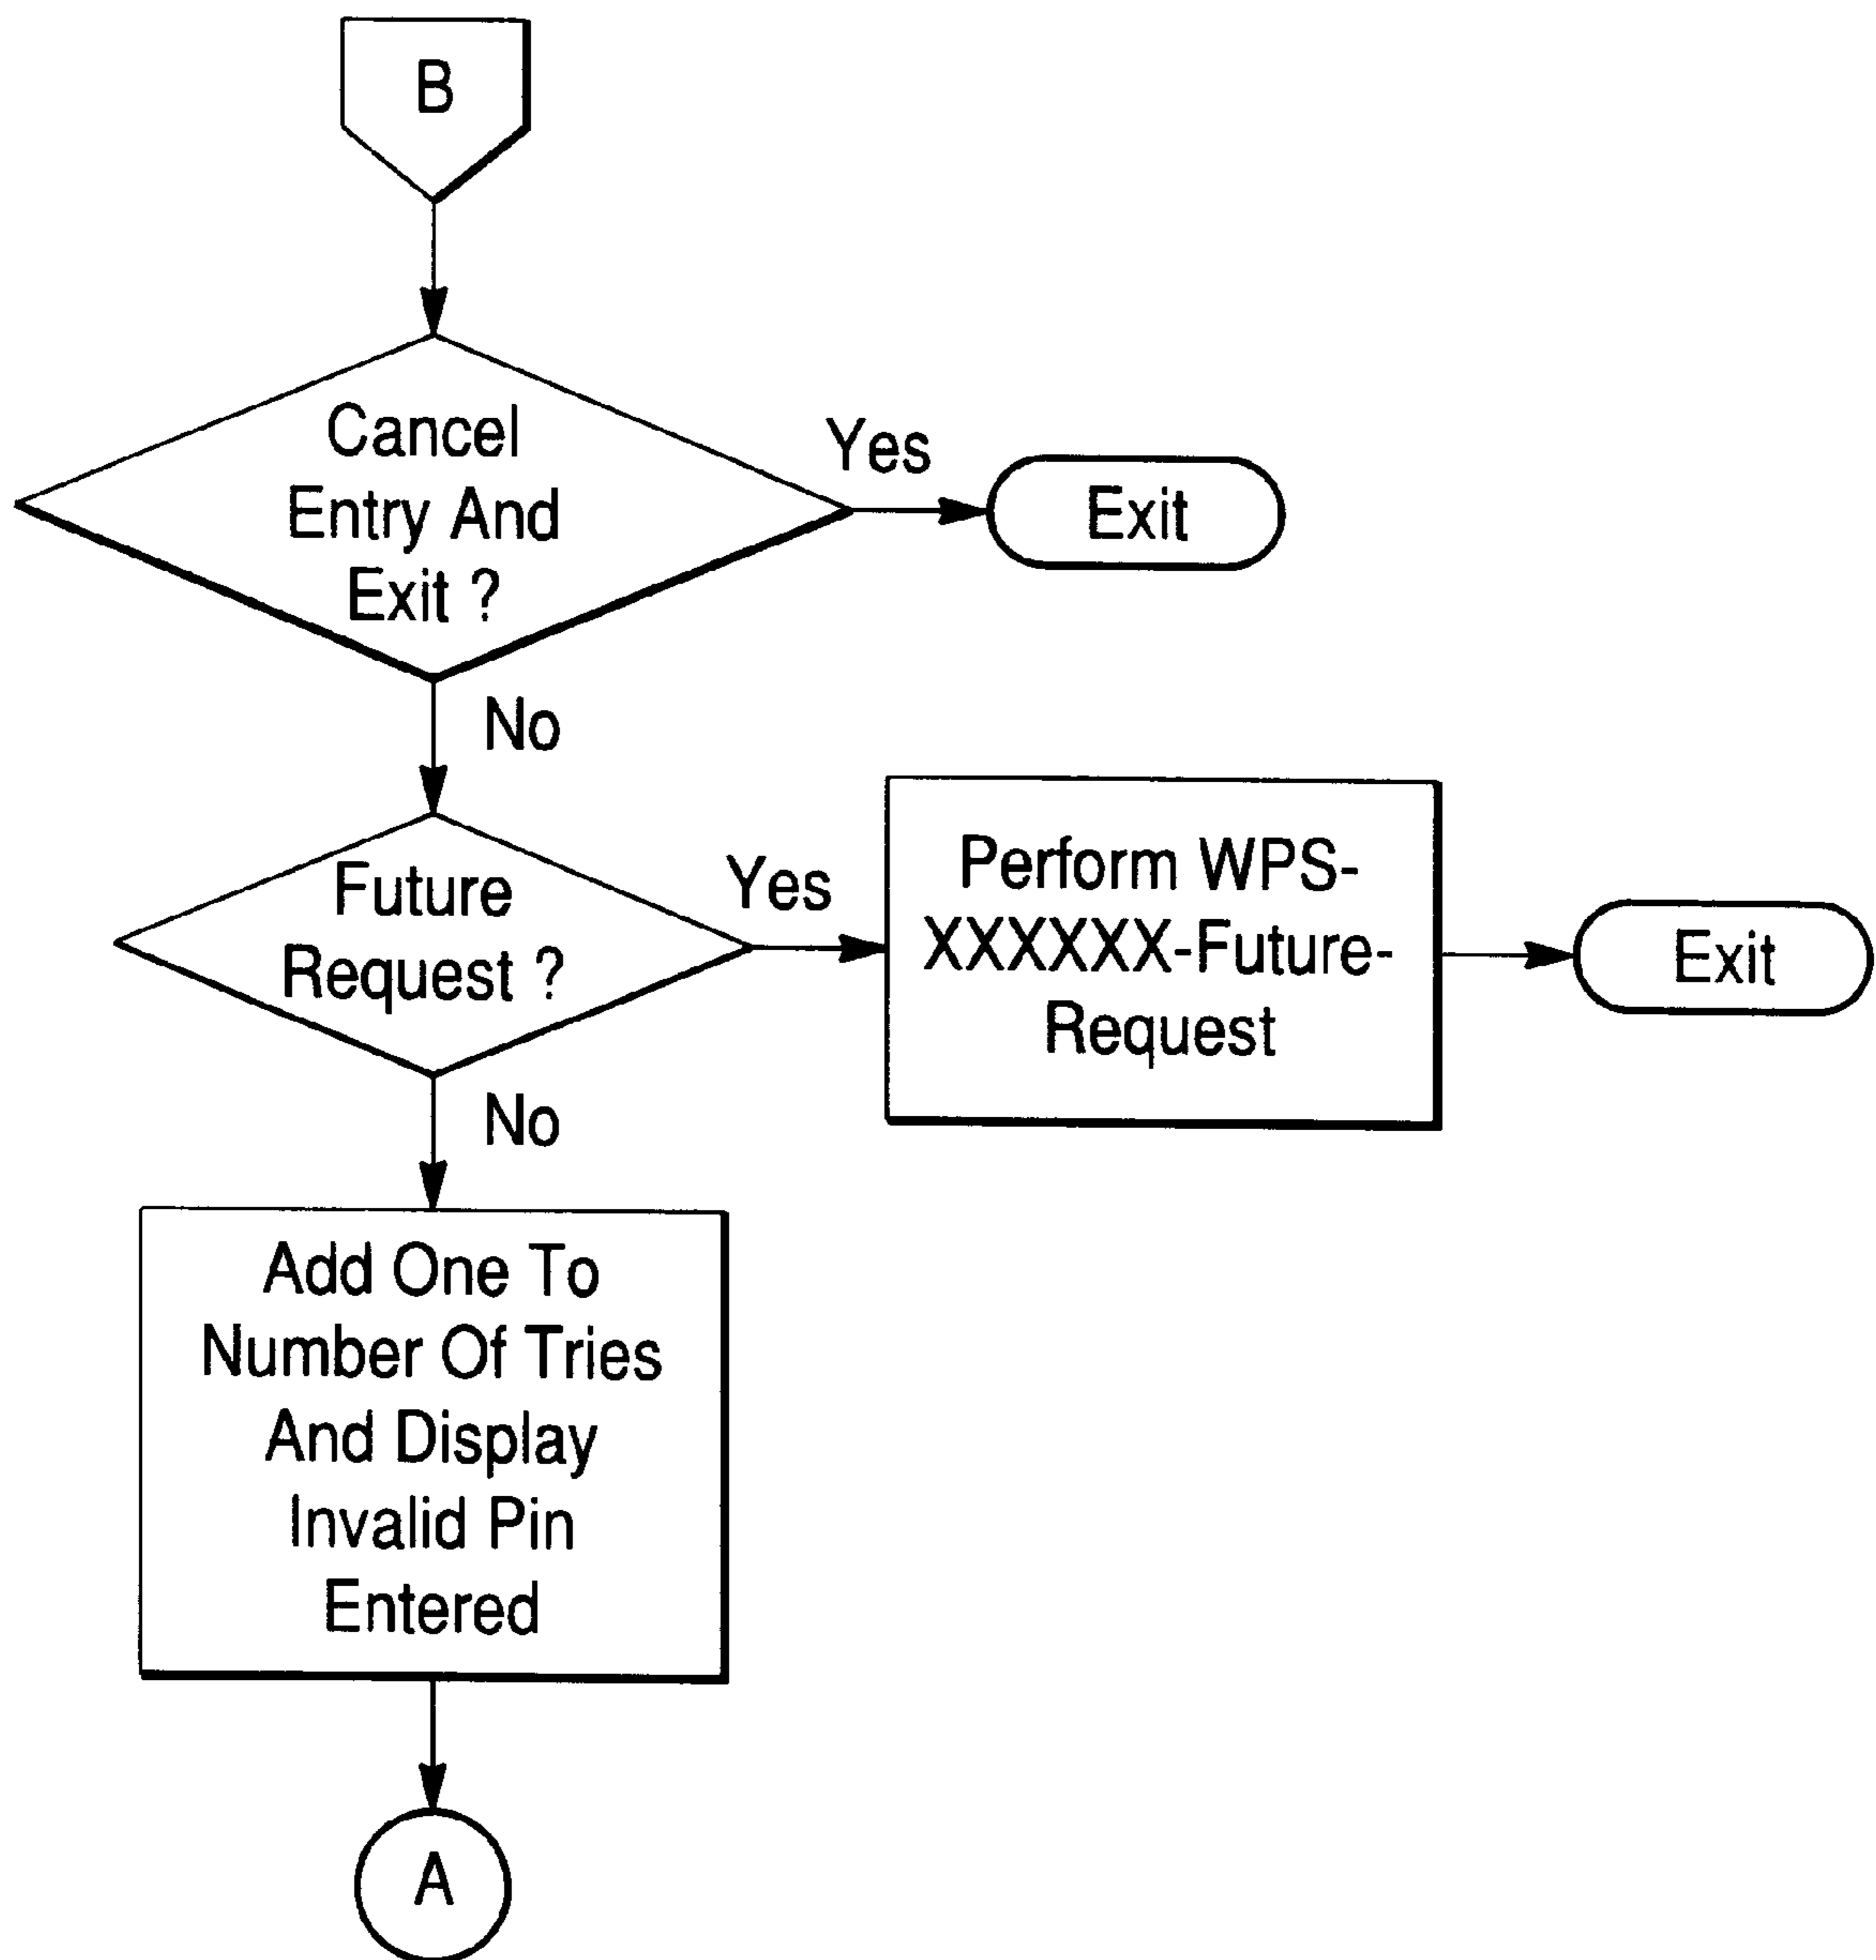 B
Cancel
Entry And
Exit ?
Yes
Exit
No
Future
Request ?
Yes
Perform WPS-
XXXXXX-Future-
Request
Exit
No
Add One To
Number Of Tries
And Display
Invalid Pin
Entered
A